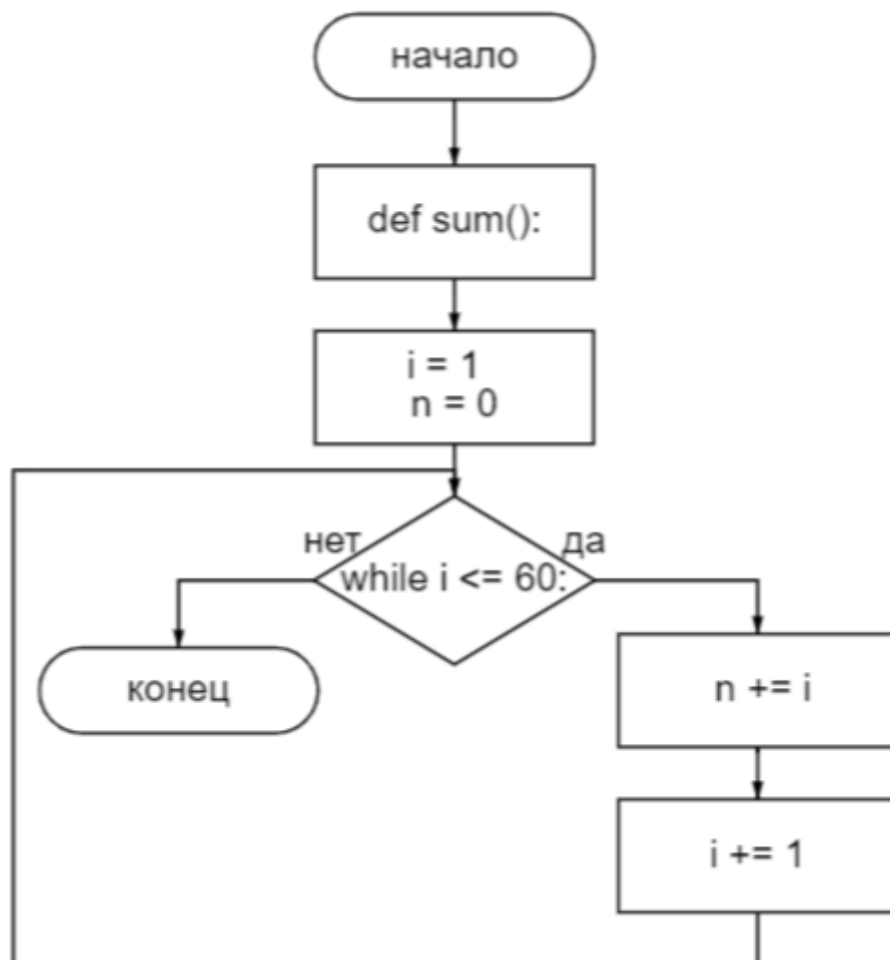 начало
def sum():
i = 1
n = 0
нет
да
while i <= 60:
конец
n += i
i += 1